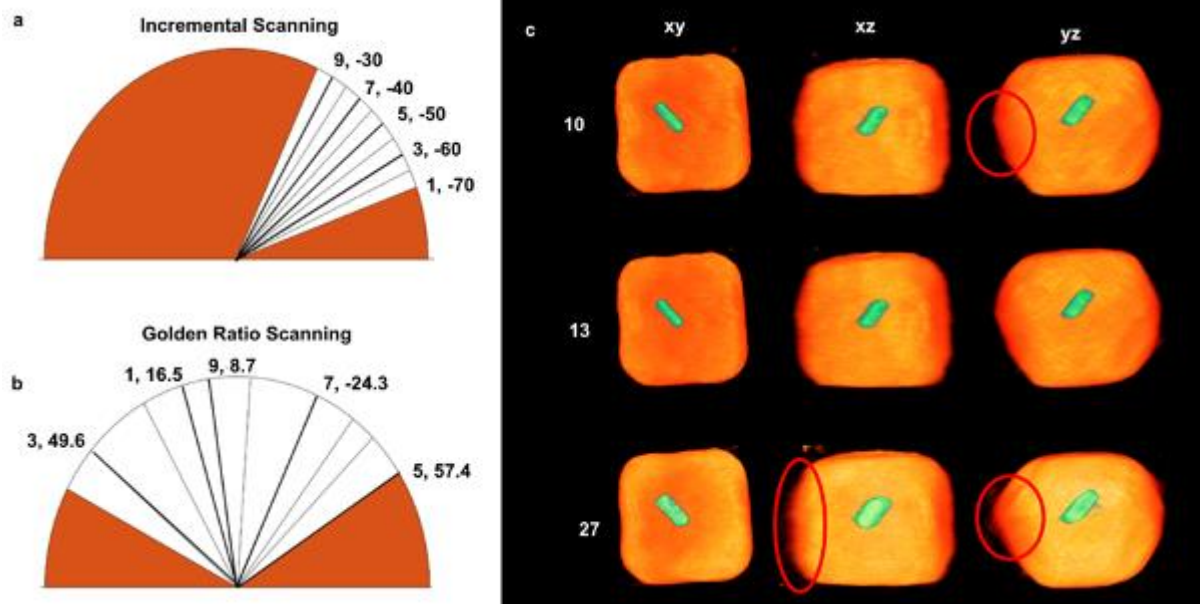 a
Incremental Scanning
9, -30
7, -40
5, -50
3, -60
1, -70
Golden Ratio Scanning
b
1, 16.5
9, 8.7
7, -24.3
3, 49.6
5, 57.4
c
xy
xz
yz
10
13
27